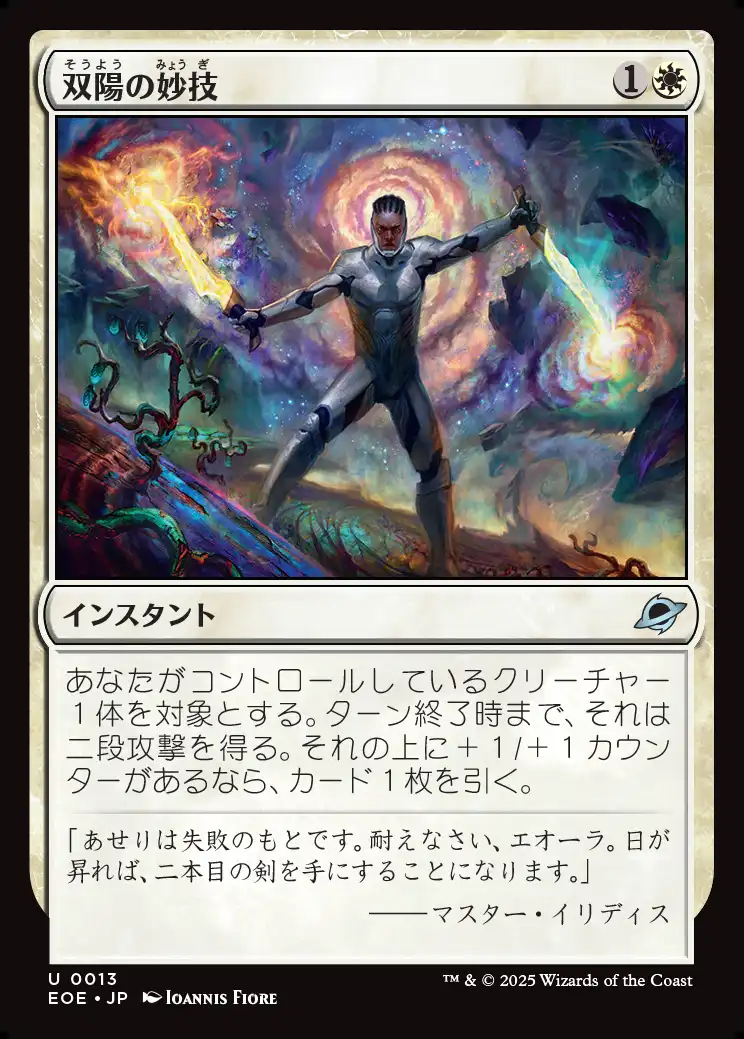 そうよう みょうぎ
双陽の妙技
1
インスタント
あなたがコントロールしているクリーチャー
1体を対象とする。ターン終了時まで、それは
二段攻撃を得る。それの上に+1/+1カウン
ターがあるなら、カード1枚を引く。
「あせりは失敗のもとです。耐えなさい、エオーラ。日が
昇れば、二本目の剣を手にすることになります。」
――マスター・イリディス
U 0013
EOE • JP IOANNIS FIORE
™ & © 2025 Wizards of the Coast